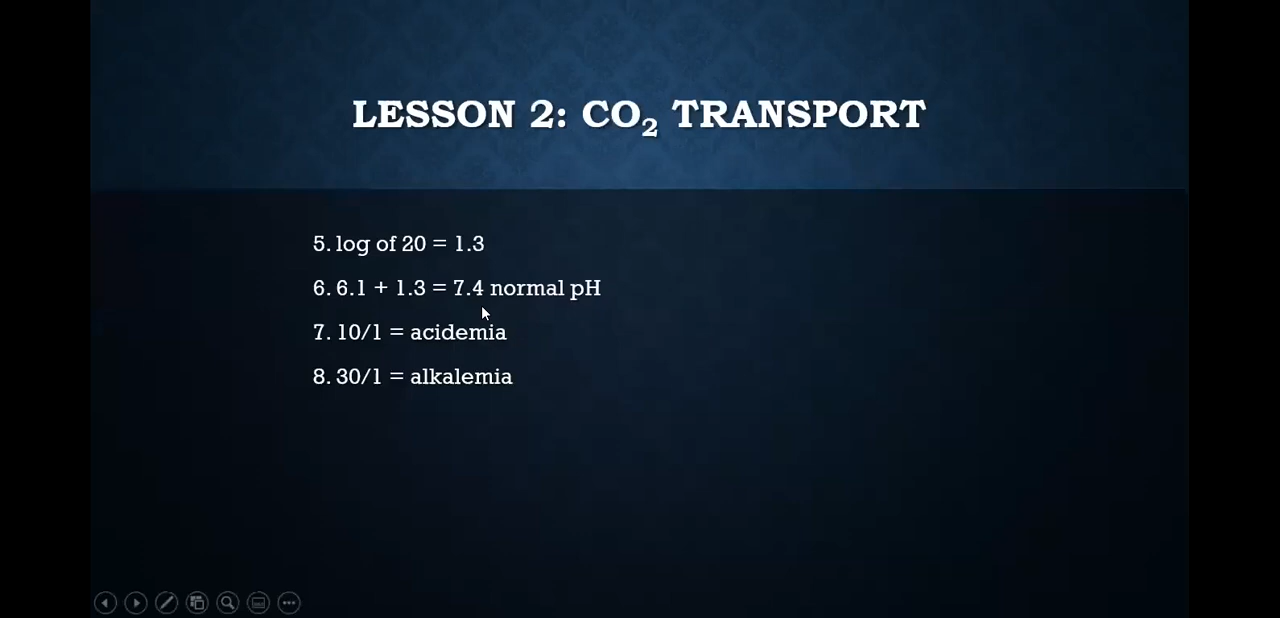 LESSON 2: CO₂ TRANSPORT
5. log of 20 = 1.3
6. 6.1 + 1.3 = 7.4 normal pH
7. 10/1 = acidemia
8. 30/1 = alkalemia